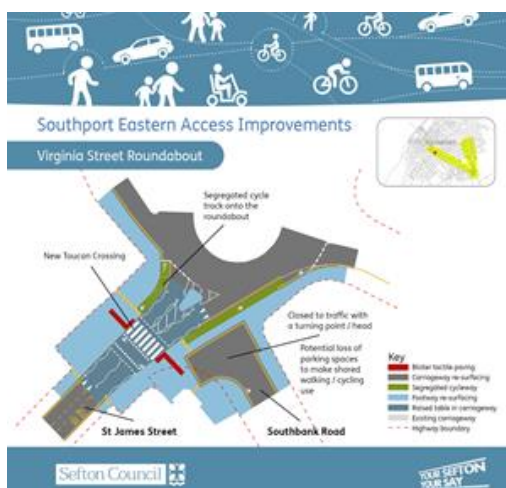 Southport Eastern Access Improvements
Virginia Street Roundabout
Segregated cycle
track onto the
roundabout
New Toucan Crossing
Closed to traffic with
a turning point / head
Potential loss of
parking spaces
to make shared
walking / cycling
use
St James Street
Southbank Road
Key
Blister tactile paving
Carriageway re-surfacing
Segregated cycleway
Footway re-surfacing
Raised table in carriageway
Existing carriageway
Highway boundary
Sefton Council
YOUR SEFTON
YOUR SAY